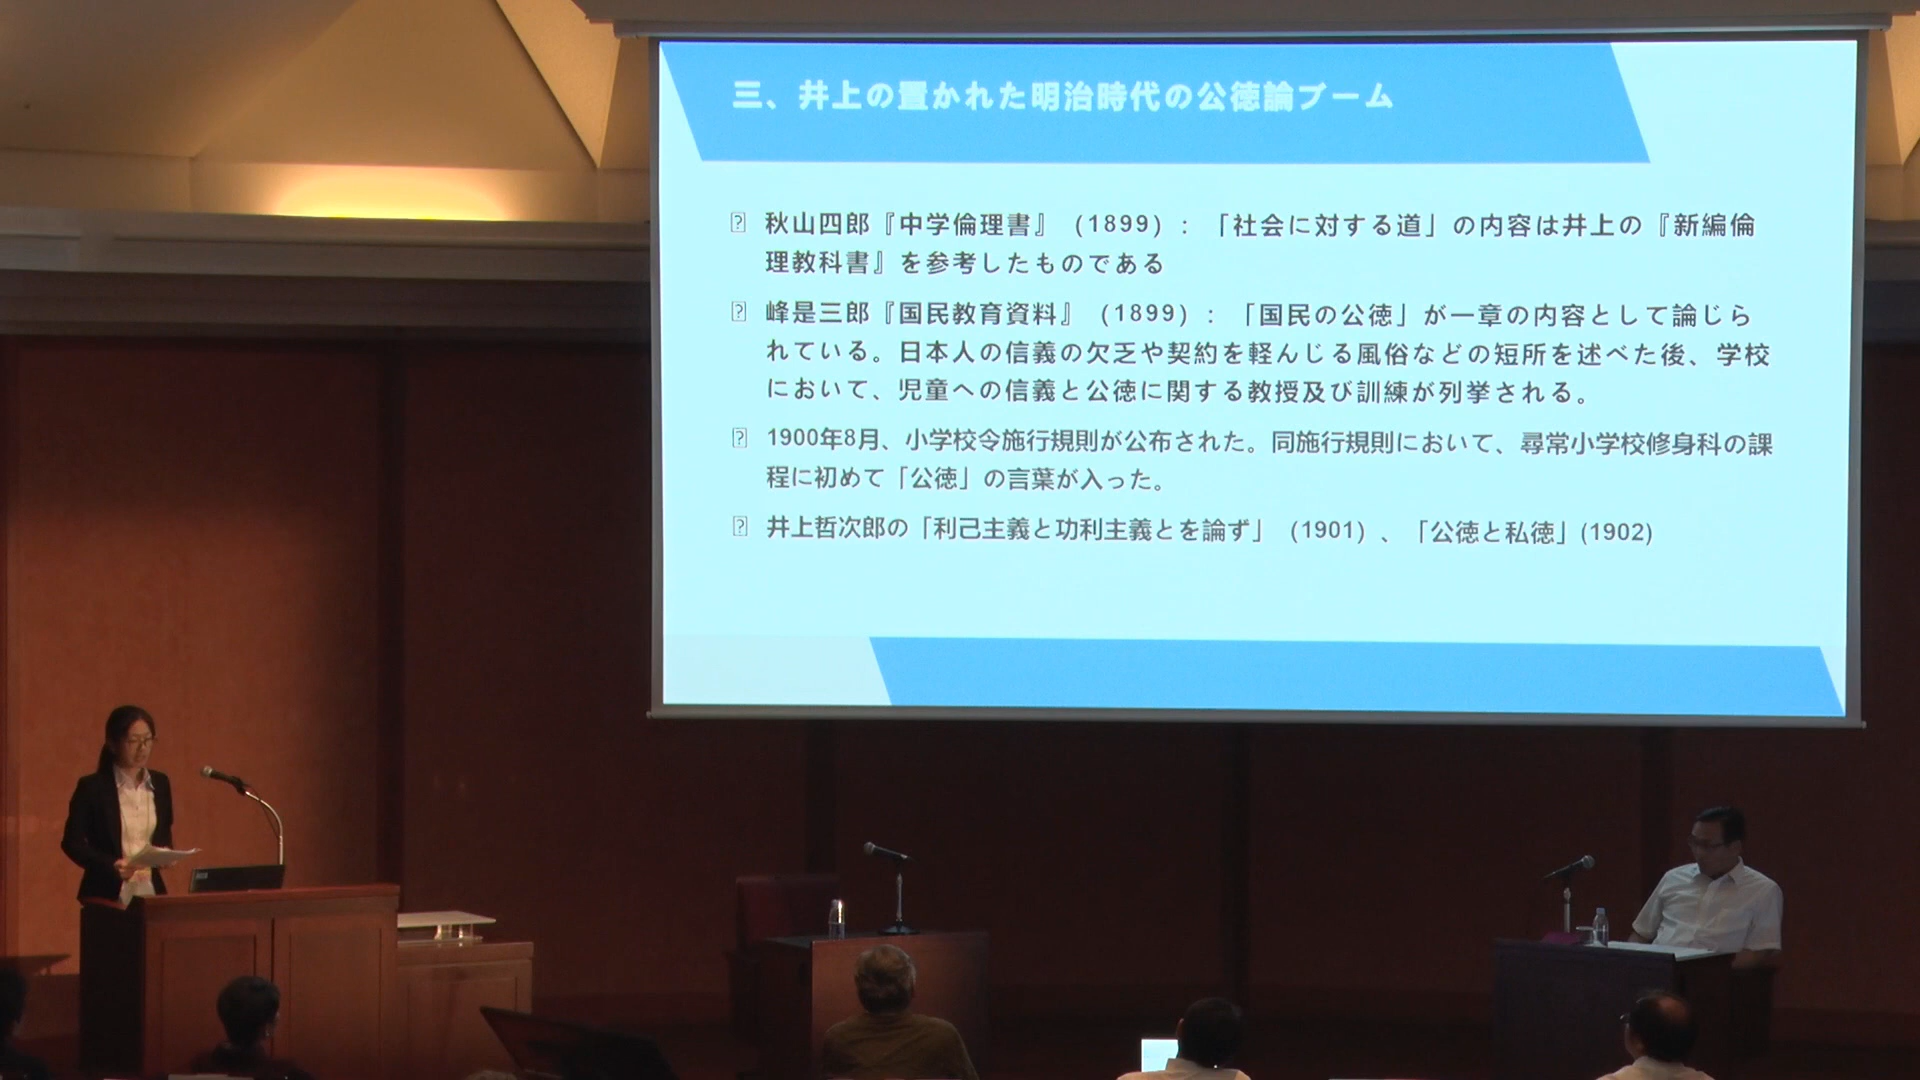 三、井上の置かれた明治時代の公徳論ブーム
秋山四郎『中学倫理書』（1899）：「社会に対する道」の内容は井上の『新編倫
理教科書』を参考したものである
峰是三郎『国民教育資料』（1899）：「国民の公徳」が一章の内容として論じら
れている。日本人の信義の欠乏や契約を軽んじる風俗などの短所を述べた後、学校
において、児童への信義と公徳に関する教授及び訓練が列挙される。
1900年8月、小学校令施行規則が公布された。同施行規則において、尋常小学校修身科の課
程に初めて「公徳」の言葉が入った。
井上哲次郎の「利己主義と功利主義とを論ず」（1901）、「公徳と私徳」(1902)